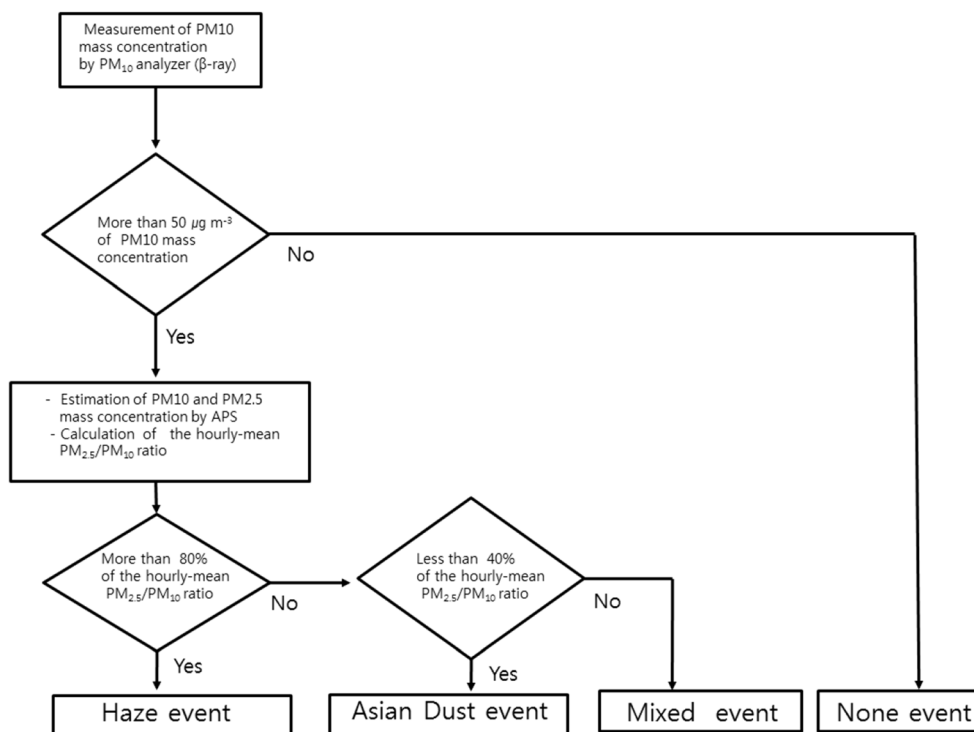 Measurement of PM10
mass concentration
by PM₁₀ analyzer (β-ray)
More than 50 µg m⁻³
of PM10 mass
concentration
No
Yes
- Estimation of PM10 and PM2.5
mass concentration by APS
- Calculation of the hourly-mean
PM₂.₅/PM₁₀ ratio
More than 80%
of the hourly-mean
PM₂.₅/PM₁₀ ratio
No
Yes
Less than 40%
of the hourly-mean
PM₂.₅/PM₁₀ ratio
No
Yes
Haze event
Asian Dust event
Mixed event
None event